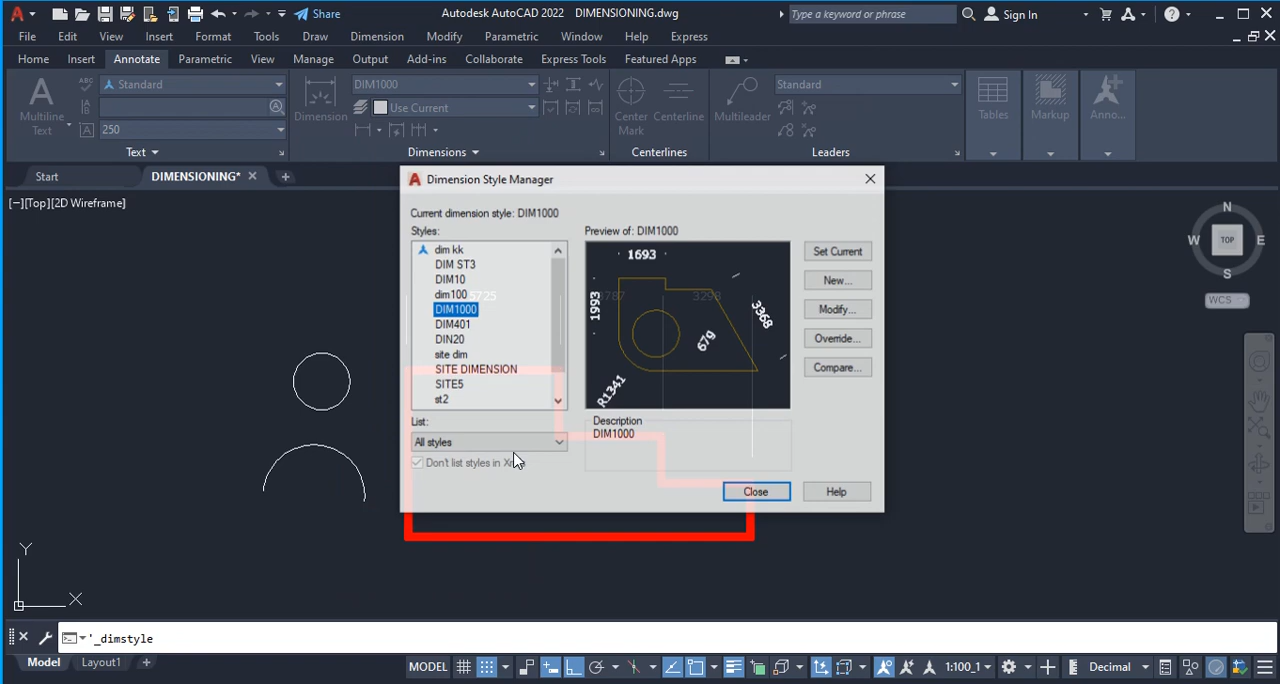 Share
Autodesk AutoCAD 2022 DIMENSIONING.dwg
Type a keyword or phrase
Sign In
File Edit View Insert Format Tools Draw Dimension Modify Parametric Window Help Express
Home Insert Annotate Parametric View Manage Output Add-ins Collaborate Express Tools Featured Apps
Standard DIM1000 Standard
Use Current
Multiline Text
250
Dimension
Center Mark
Centerline
Multileader
Tables
Markup
Anno...
Text Dimensions Centerlines Leaders
Start DIMENSIONING*
[−][Top][2D Wireframe]
Dimension Style Manager
Current dimension style: DIM1000
Styles:
dim kk
DIM ST3
DIM10
dim100
DIM1000
DIM401
DIN20
site dim
SITE DIMENSION
SITE5
st2
List:
All styles
Don't list styles in
Preview of: DIM1000
1693
1993
3368
67g
R1341
Description
DIM1000
Set Current
New...
Modify...
Override...
Compare...
Close
Help
5725
3787
3298
N
W TOP E
S
WCS
Y
X
'_dimstyle
Model Layout1
MODEL
1:100_1
Decimal